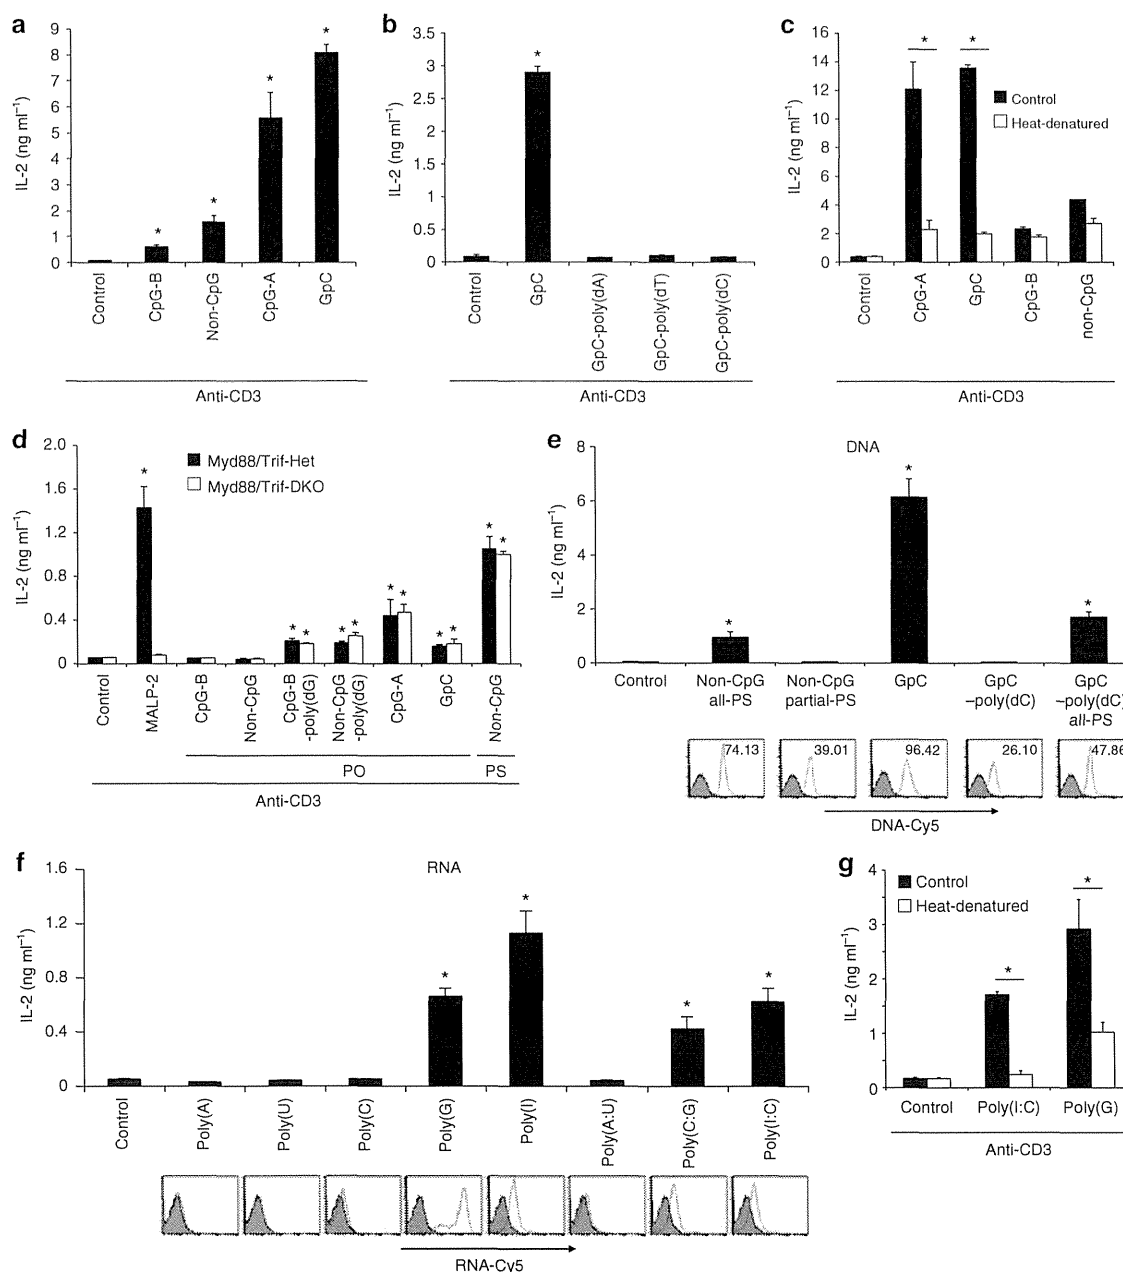 a
IL-2 (ng ml⁻¹)
9
8
7
6
5
4
3
2
1
0
*
*
*
*
Control
CpG-B
Non-CpG
CpG-A
GpC
Anti-CD3
b
IL-2 (ng ml⁻¹)
3.5
3
2.5
2
1.5
1
0.5
0
*
Control
GpC
GpC-poly(dA)
GpC-poly(dT)
GpC-poly(dC)
Anti-CD3
c
IL-2 (ng ml⁻¹)
16
14
12
10
8
6
4
2
0
*
*
Control
Heat-denatured
Control
CpG-A
GpC
CpG-B
non-CpG
Anti-CD3
d
IL-2 (ng ml⁻¹)
2.0
1.6
1.2
0.8
0.4
0
Myd88/Trif-Het
Myd88/Trif-DKO
*
* *
* *
* *
* *
* *
Control
MALP-2
CpG-B
Non-CpG
CpG-B
-poly(dG)
Non-CpG
-poly(dG)
CpG-A
GpC
Non-CpG
PO
PS
Anti-CD3
e
DNA
IL-2 (ng ml⁻¹)
8
6
4
2
0
*
*
*
Control
Non-CpG
all-PS
Non-CpG
partial-PS
GpC
GpC
-poly(dC)
GpC
-poly(dC)
all-PS
74.13
39.01
96.42
26.10
47.86
DNA-Cy5
f
RNA
IL-2 (ng ml⁻¹)
1.6
1.2
0.8
0.4
0
*
*
*
*
Control
Poly(A)
Poly(U)
Poly(C)
Poly(G)
Poly(I)
Poly(A:U)
Poly(C:G)
Poly(I:C)
RNA-Cy5
g
Control
Heat-denatured
IL-2 (ng ml⁻¹)
4
3
2
1
0
*
*
Control
Poly(I:C)
Poly(G)
Anti-CD3